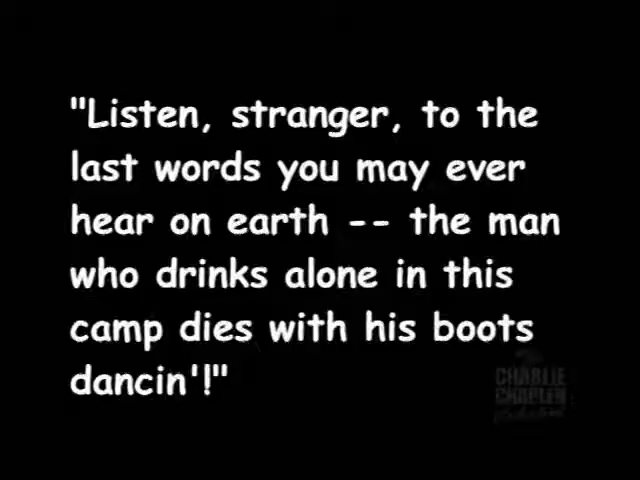 "Listen, stranger, to the
last words you may ever
hear on earth -- the man
who drinks alone in this
camp dies with his boots
dancin'!"
CHARLIE
CHAPLIN